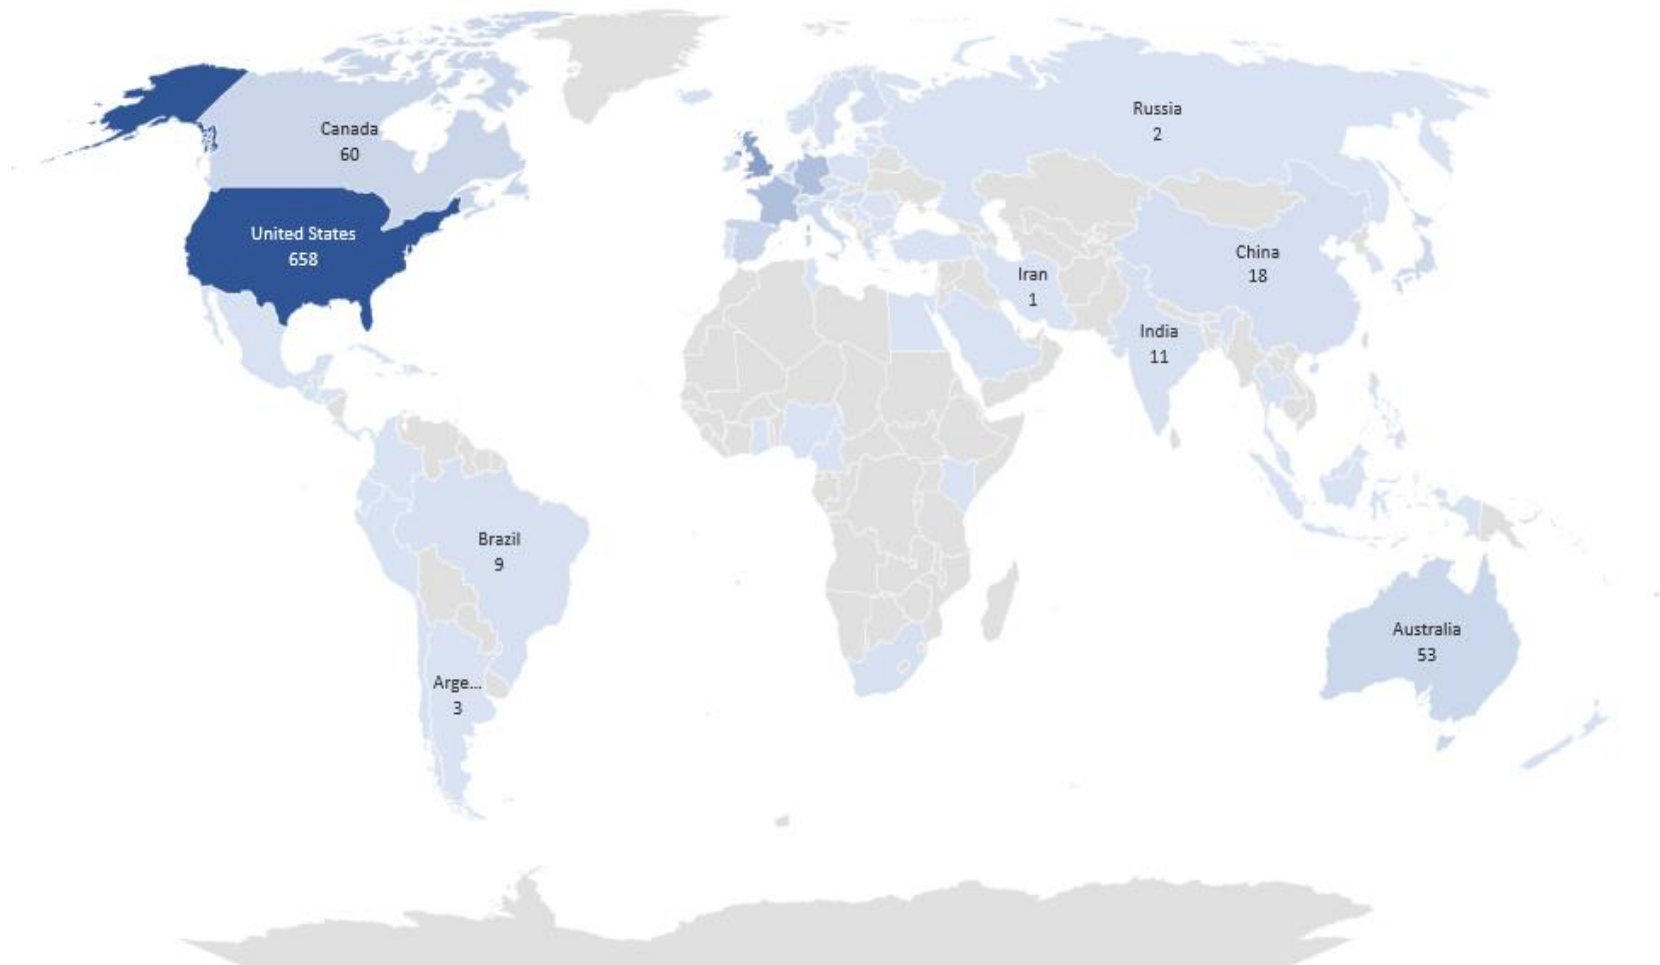 Canada
60
United States
658
Russia
2
China
18
Iran
1
India
11
Brazil
9
Arge...
3
Australia
53